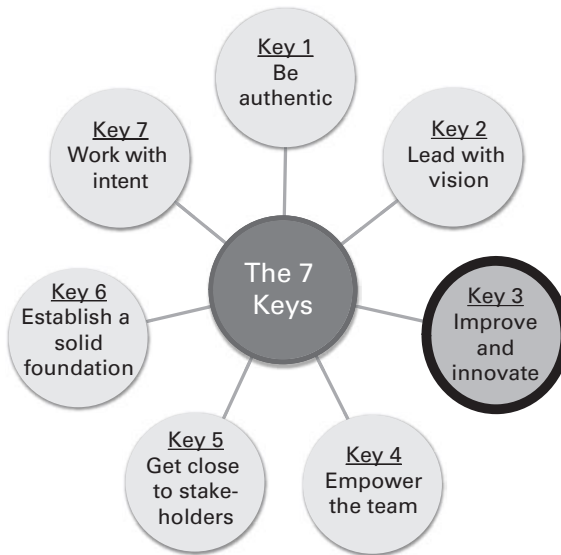 Key 1
Be
authentic
Key 2
Lead with
vision
Key 3
Improve
and
innovate
Key 4
Empower
the team
Key 5
Get close
to stake-
holders
Key 6
Establish a
solid
foundation
Key 7
Work with
intent
The 7
Keys